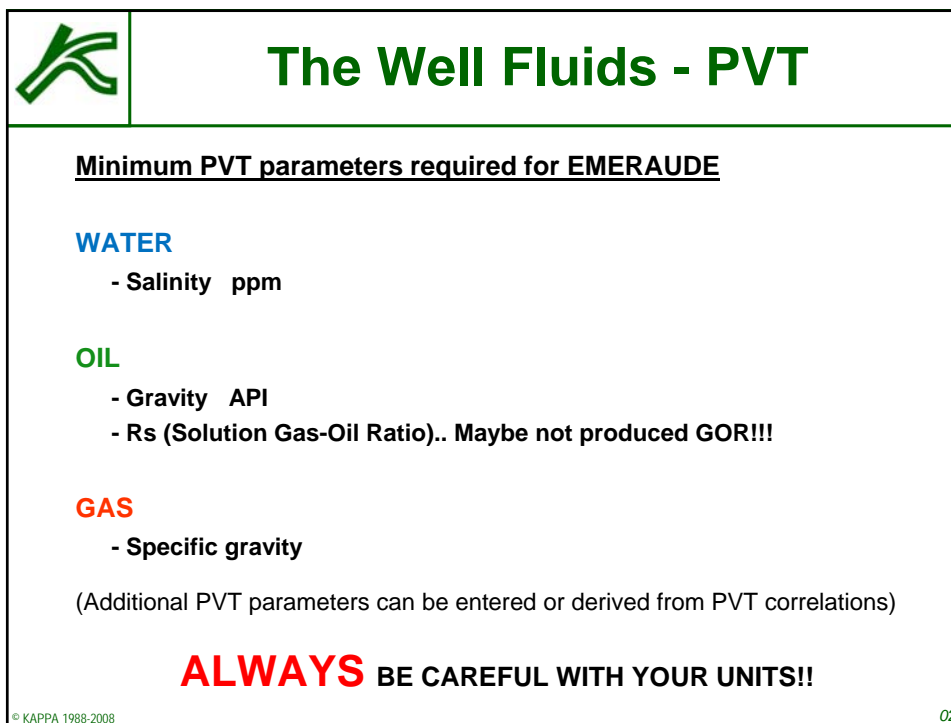 The Well Fluids - PVT
Minimum PVT parameters required for EMERAUDE
WATER
- Salinity ppm
OIL
- Gravity API
- Rs (Solution Gas-Oil Ratio).. Maybe not produced GOR!!!
GAS
- Specific gravity
(Additional PVT parameters can be entered or derived from PVT correlations)
ALWAYS BE CAREFUL WITH YOUR UNITS!!
© KAPPA 1988-2008